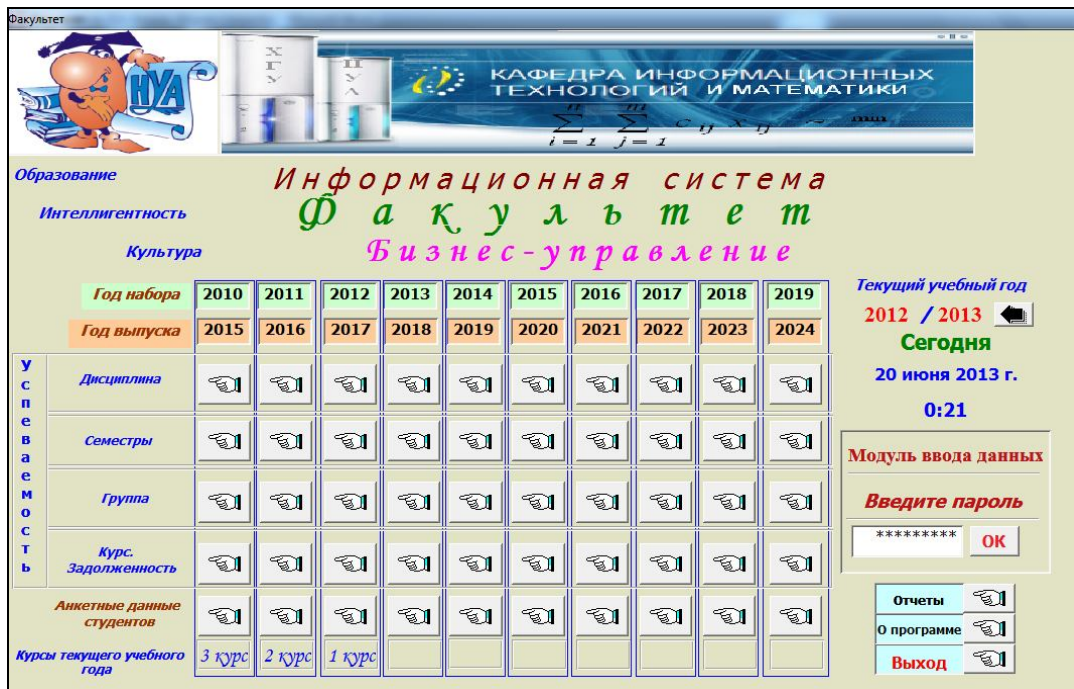 Факультет
НУА
ХГУ
НУА
КАФЕДРА ИНФОРМАЦИОННЫХ
ТЕХНОЛОГИЙ И МАТЕМАТИКИ
Образование
Интеллигентность
Культура
Информационная система
Факультет
Бизнес-управление
Год набора 2010 2011 2012 2013 2014 2015 2016 2017 2018 2019
Год выпуска 2015 2016 2017 2018 2019 2020 2021 2022 2023 2024
Успеваемость
Дисциплина
Семестры
Группа
Курс.
Задолженность
Анкетные данные
студентов
Курсы текущего учебного
года
3 курс 2 курс 1 курс
Текущий учебный год
2012 / 2013
Сегодня
20 июня 2013 г.
0:21
Модуль ввода данных
Введите пароль
*********
ОК
Отчеты
О программе
Выход